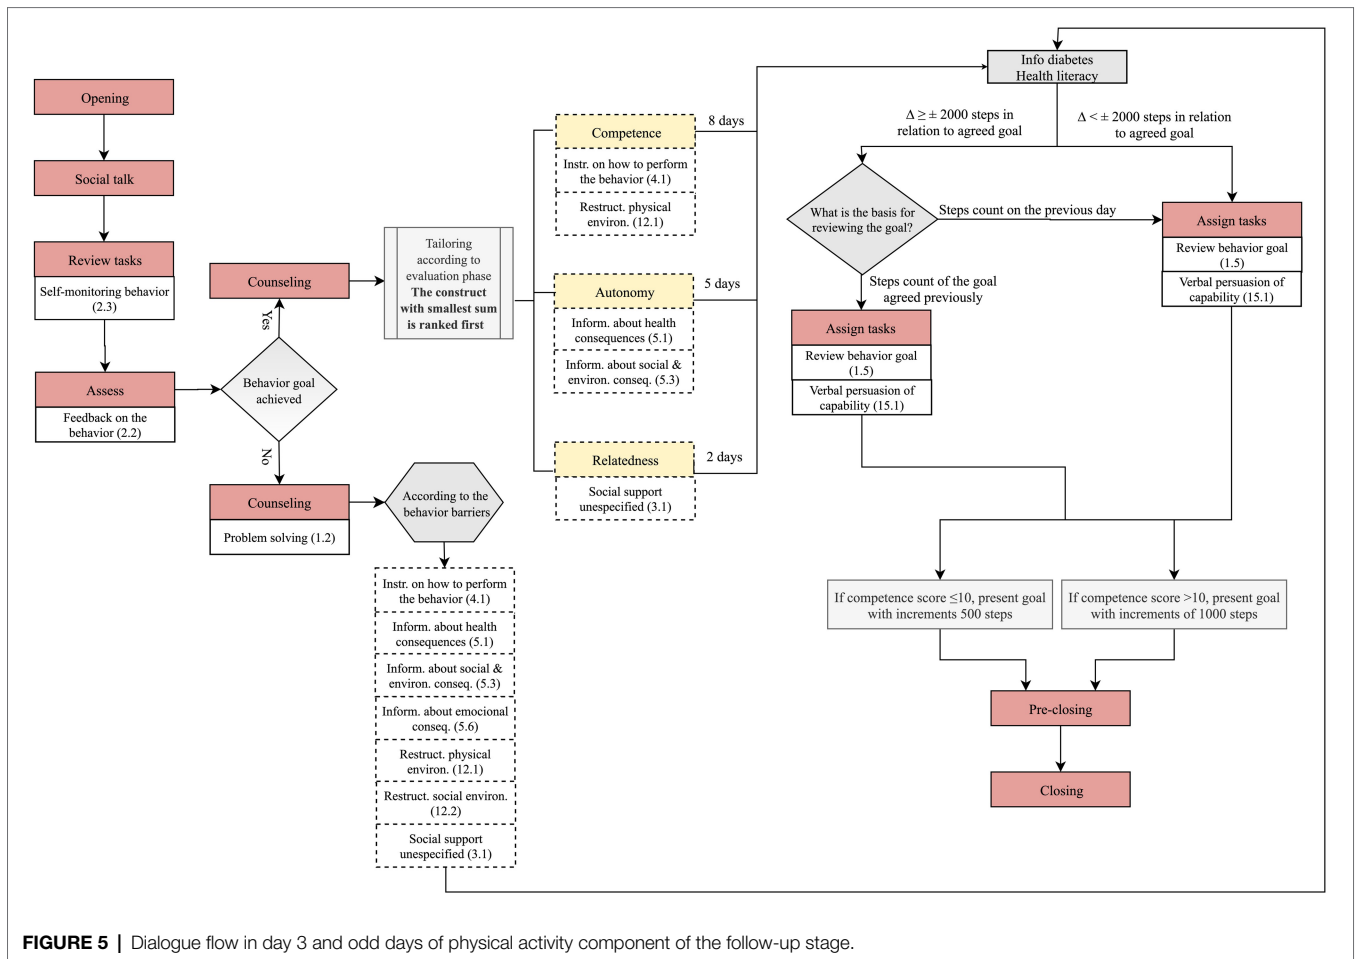 Opening
Social talk
Review tasks
Self-monitoring behavior
(2.3)
Assess
Feedback on the
behavior (2.2)
Behavior goal
achieved
Yes
No
Counseling
Counseling
Problem solving (1.2)
Tailoring
according to
evaluation phase
The construct
with smallest sum
is ranked first
According to the
behavior barriers
Instr. on how to perform
the behavior (4.1)
Inform. about health
consequences (5.1)
Inform. about social &
environ. conseq. (5.3)
Inform. about emocional
conseq. (5.6)
Restruct. physical
environ. (12.1)
Restruct. social environ.
(12.2)
Social support
unespecified (3.1)
Competence
Instr. on how to perform
the behavior (4.1)
Restruct. physical
environ. (12.1)
8 days
Autonomy
Inform. about health
consequences (5.1)
Inform. about social &
environ. conseq. (5.3)
5 days
Relatedness
Social support
unespecified (3.1)
2 days
Info diabetes
Health literacy
Δ ≥ ± 2000 steps in
relation to agreed goal
Δ < ± 2000 steps in relation
to agreed goal
What is the basis for
reviewing the goal?
Steps count on the previous day
Steps count of the goal
agreed previously
Assign tasks
Review behavior goal
(1.5)
Verbal persuasion of
capability (15.1)
Assign tasks
Review behavior goal
(1.5)
Verbal persuasion of
capability (15.1)
If competence score ≤10, present goal
with increments 500 steps
If competence score >10, present goal
with increments of 1000 steps
Pre-closing
Closing
FIGURE 5 | Dialogue flow in day 3 and odd days of physical activity component of the follow-up stage.